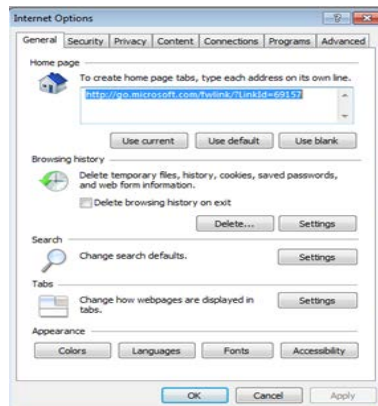 Internet Options
General Security Privacy Content Connections Programs Advanced
Home page
To create home page tabs, type each address on its own line.
http://go.microsoft.com/fwlink/?LinkId=69157
Use current Use default Use blank
Browsing history
Delete temporary files, history, cookies, saved passwords,
and web form information.
Delete browsing history on exit
Delete... Settings
Search
Change search defaults. Settings
Tabs
Change how webpages are displayed in Settings
tabs.
Appearance
Colors Languages Fonts Accessibility
OK Cancel Apply